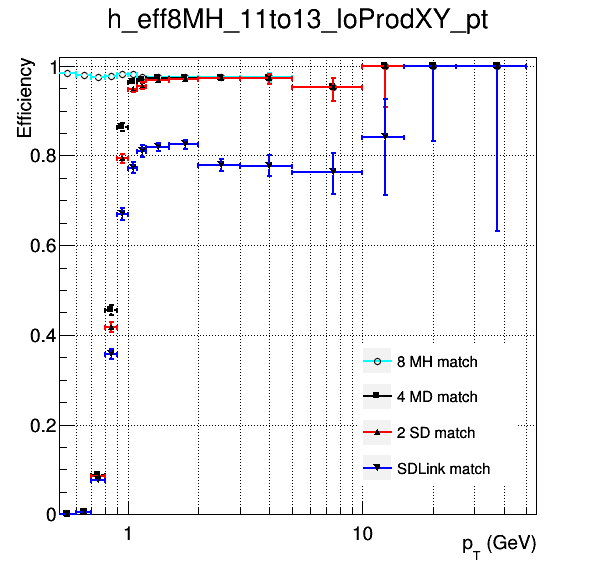 h_eff8MH_11to13_loProdXY_pt
Efficiency
1
0.8
0.6
0.4
0.2
0
8 MH match
4 MD match
2 SD match
SDLink match
1
10
p_T (GeV)